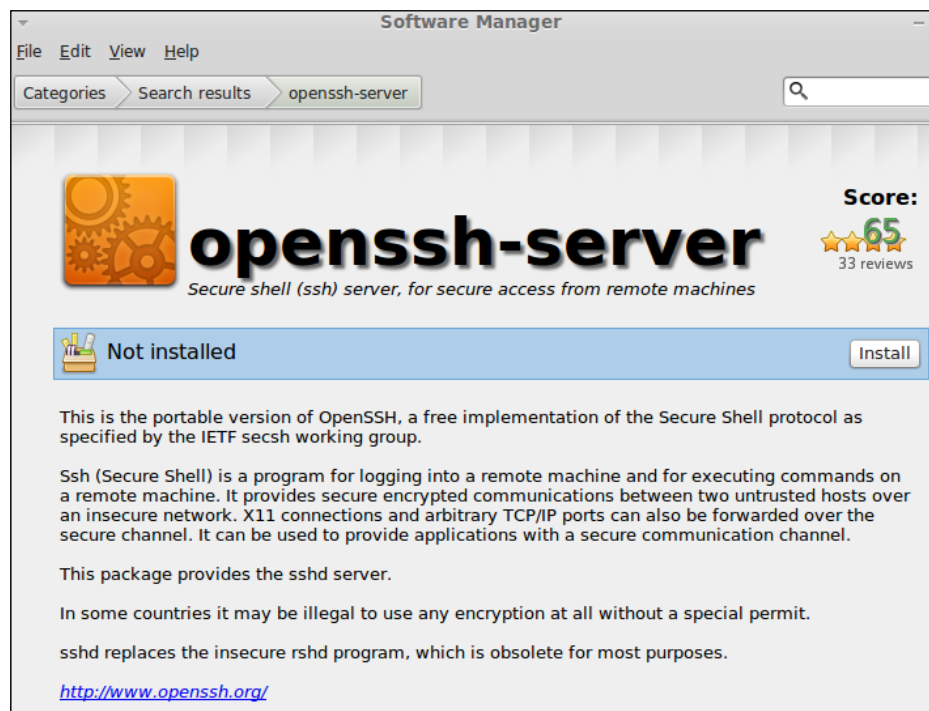 Software Manager
File Edit View Help
Categories Search results openssh-server
Score:
65
33 reviews
openssh-server
Secure shell (ssh) server, for secure access from remote machines
Not installed Install
This is the portable version of OpenSSH, a free implementation of the Secure Shell protocol as
specified by the IETF secsh working group.
Ssh (Secure Shell) is a program for logging into a remote machine and for executing commands on
a remote machine. It provides secure encrypted communications between two untrusted hosts over
an insecure network. X11 connections and arbitrary TCP/IP ports can also be forwarded over the
secure channel. It can be used to provide applications with a secure communication channel.
This package provides the sshd server.
In some countries it may be illegal to use any encryption at all without a special permit.
sshd replaces the insecure rshd program, which is obsolete for most purposes.
http://www.openssh.org/